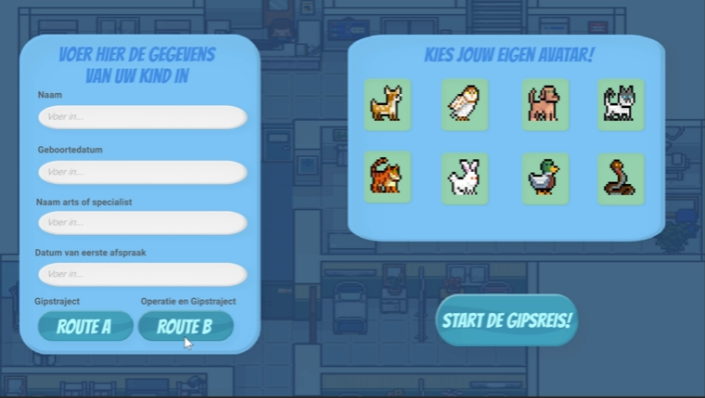 VOER HIER DE GEGEVENS
VAN UW KIND IN
Naam
Voer in...
Geboortedatum
Voer in...
Naam arts of specialist
Voer in...
Datum van eerste afspraak
Voer in...
Gipstraject
Operatie en Gipstraject
ROUTE A
ROUTE B
KIES JOUW EIGEN AVATAR!
START DE GIPSREIS!